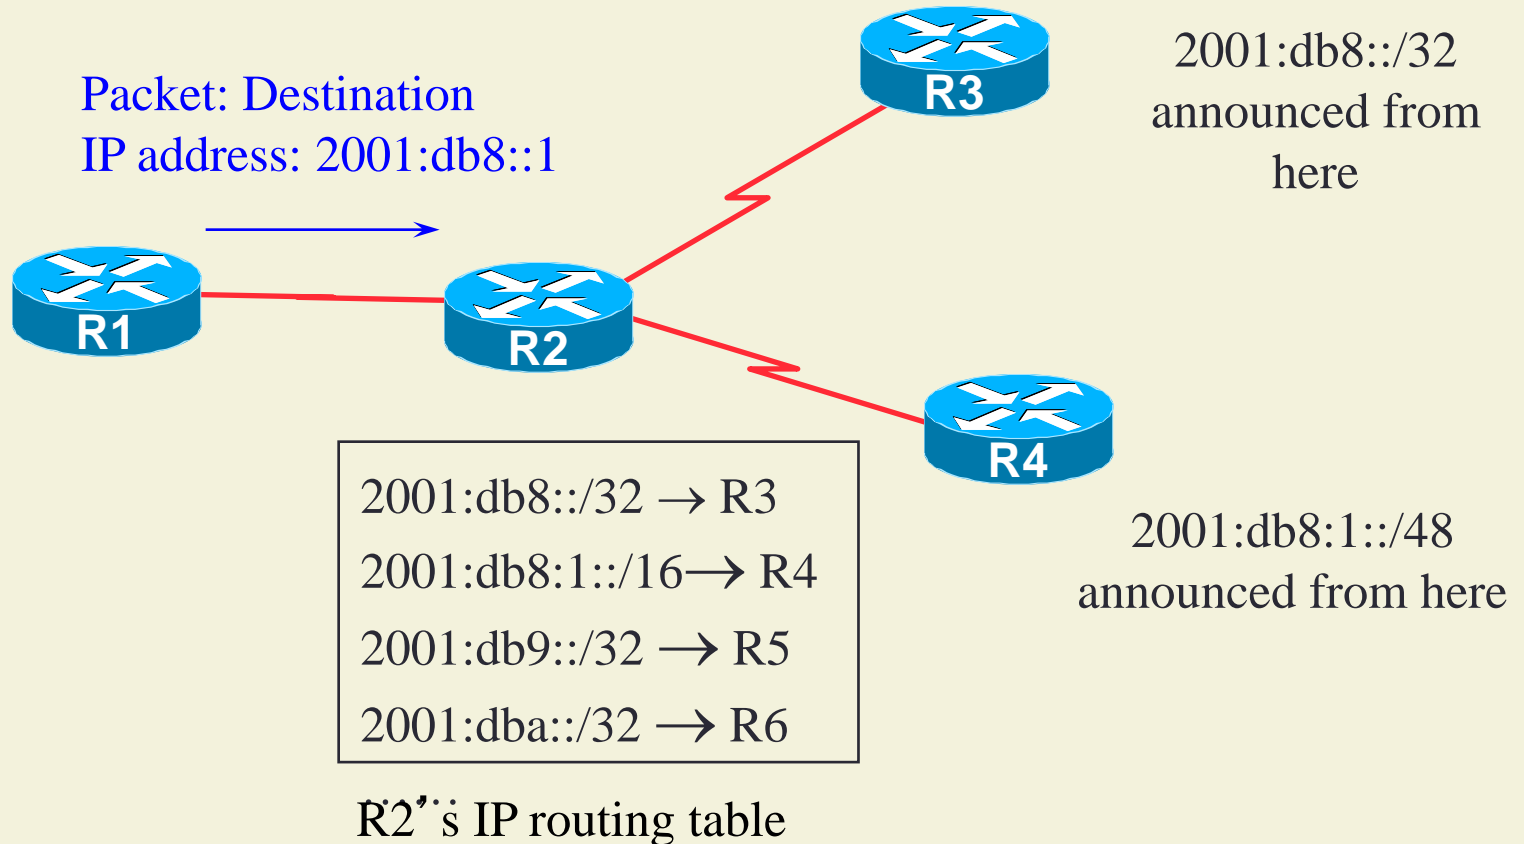 Packet: Destination
IP address: 2001:db8::1
R3
2001:db8::/32
announced from
here
R1
R2
R4
2001:db8:1::/48
announced from here
2001:db8::/32 → R3
2001:db8:1::/16→ R4
2001:db9::/32 → R5
2001:dba::/32 → R6
......
R2’s IP routing table